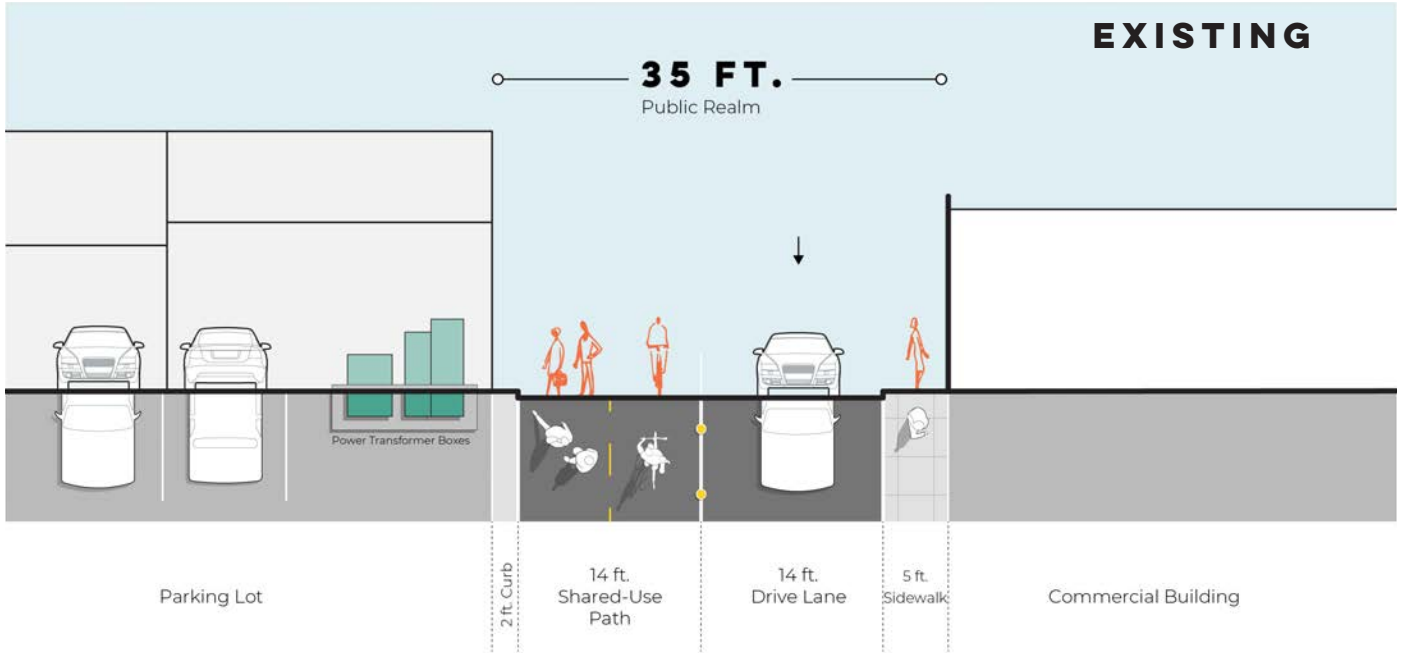 EXISTING
35 FT.
Public Realm
Power Transformer Boxes
Parking Lot
2 ft. Curb
14 ft.
Shared-Use
Path
14 ft.
Drive Lane
5 ft.
Sidewalk
Commercial Building